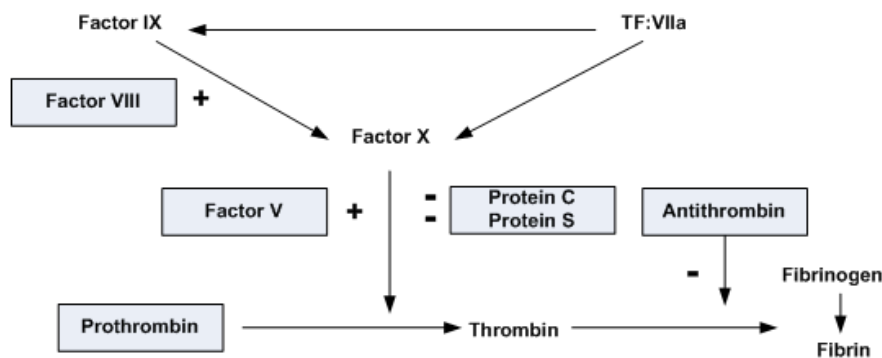 Factor IX
TF:VIIa
Factor VIII
+
Factor X
Factor V
+
-
-
Protein C
Protein S
Antithrombin
-
Fibrinogen
Prothrombin
Thrombin
Fibrin